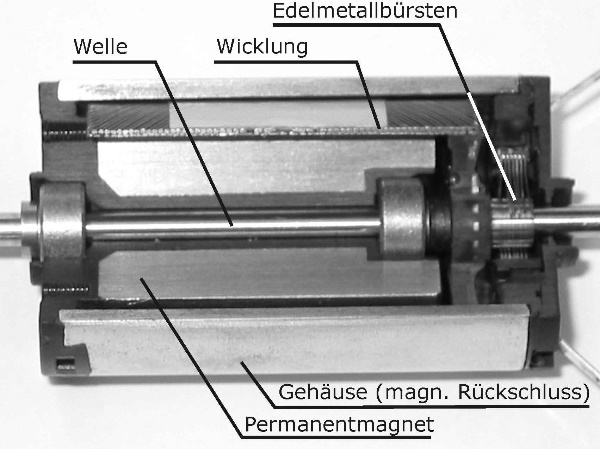 Edelmetallbürsten
Welle
Wicklung
Gehäuse (magn. Rückschluss)
Permanentmagnet